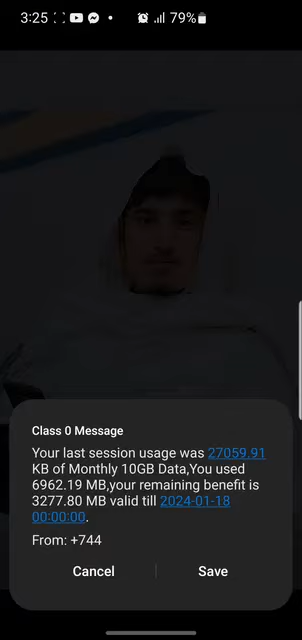 3:25 79%
Class 0 Message
Your last session usage was 27059.91
KB of Monthly 10GB Data,You used
6962.19 MB,your remaining benefit is
3277.80 MB valid till 2024-01-18
00:00:00.
From: +744
Cancel Save